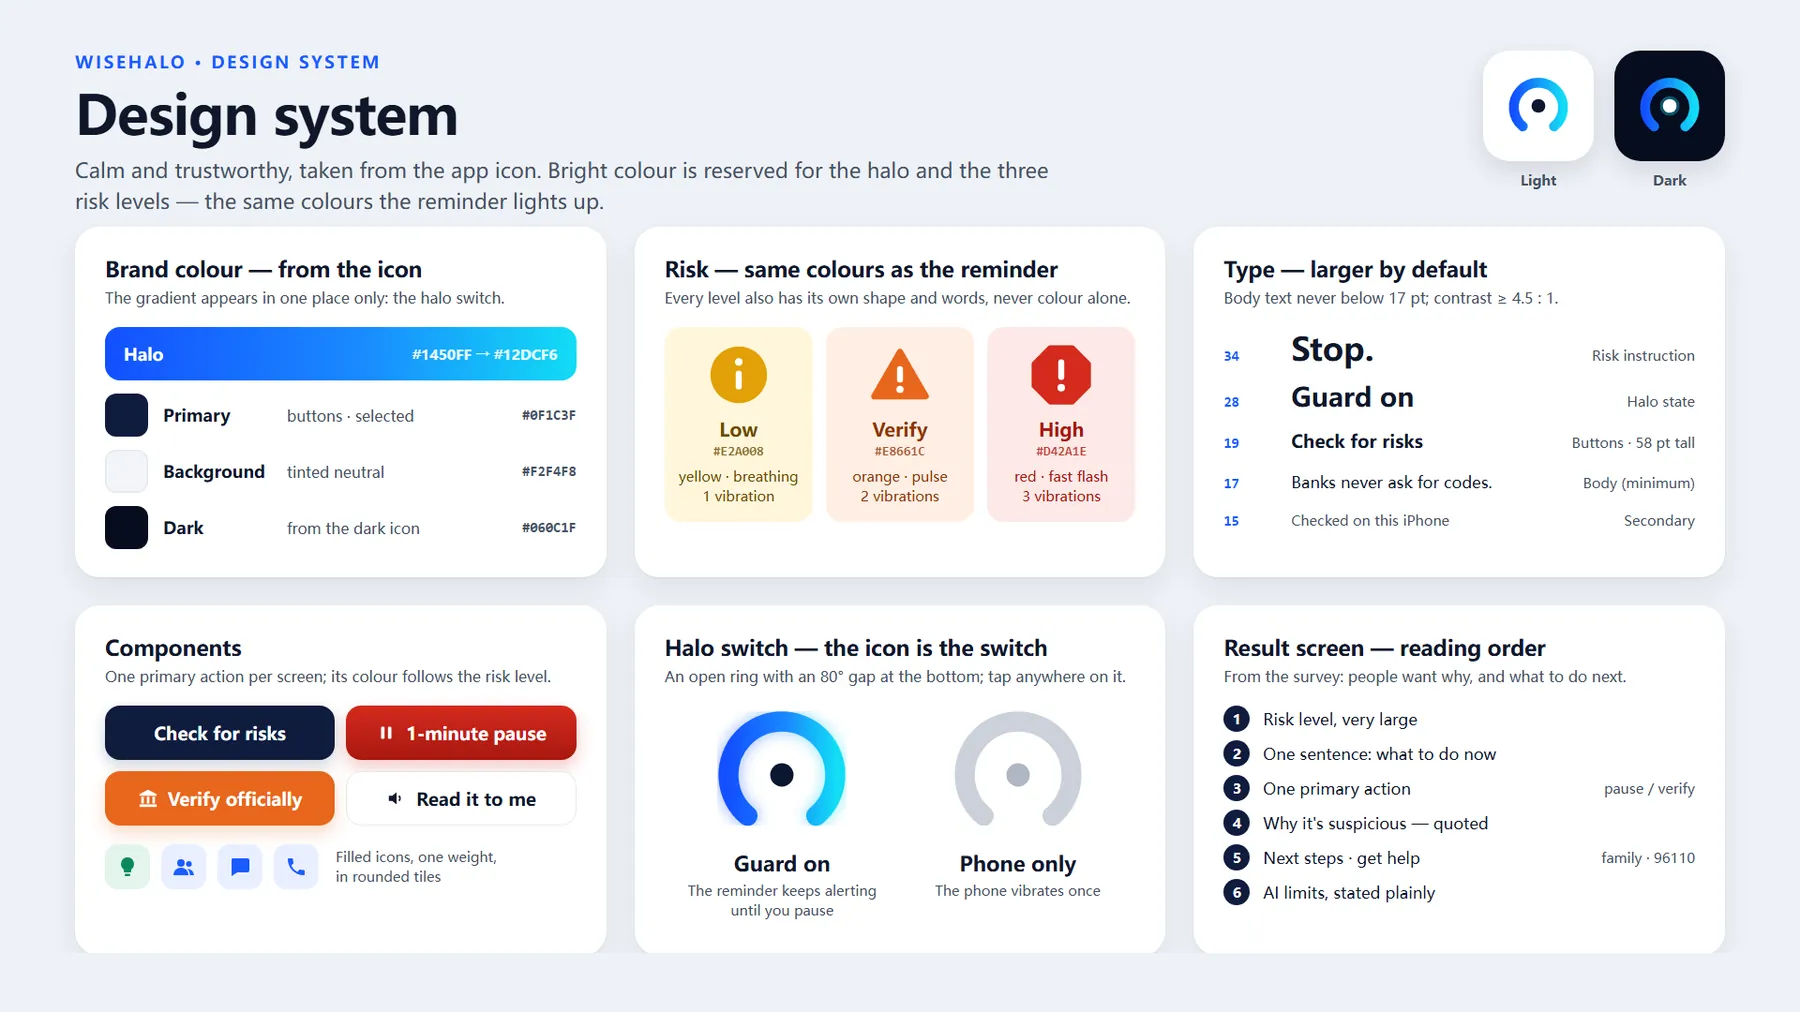 WISEHALO • DESIGN SYSTEM
Design system
Calm and trustworthy, taken from the app icon. Bright colour is reserved for the halo and the three
risk levels — the same colours the reminder lights up.
Light
Dark
Brand colour — from the icon
The gradient appears in one place only: the halo switch.
Halo
#1450FF → #12DCF6
Primary
buttons · selected
#0F1C3F
Background
tinted neutral
#F2F4F8
Dark
from the dark icon
#060C1F
Risk — same colours as the reminder
Every level also has its own shape and words, never colour alone.
Low
#E2A008
yellow · breathing
1 vibration
Verify
#E8661C
orange · pulse
2 vibrations
High
#D42A1E
red · fast flash
3 vibrations
Type — larger by default
Body text never below 17 pt; contrast ≥ 4.5 : 1.
34
Stop.
Risk instruction
28
Guard on
Halo state
19
Check for risks
Buttons · 58 pt tall
17
Banks never ask for codes.
Body (minimum)
15
Checked on this iPhone
Secondary
Components
One primary action per screen; its colour follows the risk level.
Check for risks
1-minute pause
Verify officially
Read it to me
Filled icons, one weight,
in rounded tiles
Halo switch — the icon is the switch
An open ring with an 80° gap at the bottom; tap anywhere on it.
Guard on
The reminder keeps alerting
until you pause
Phone only
The phone vibrates once
Result screen — reading order
From the survey: people want why, and what to do next.
1
Risk level, very large
2
One sentence: what to do now
3
One primary action
pause / verify
4
Why it's suspicious — quoted
5
Next steps · get help
family · 96110
6
AI limits, stated plainly